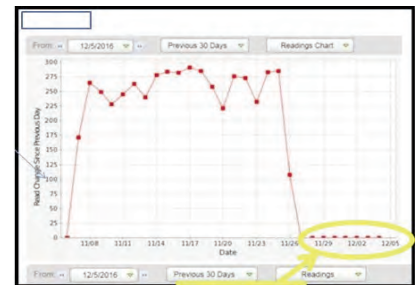 From: 12/5/2016 Previous 30 Days Readings Chart
300
275
250
225
200
175
150
125
100
75
50
25
0
Read Change Since Previous Day
11/08 11/11 11/14 11/17 11/20 11/23 11/26 11/29 12/02 12/05
Date
From: 12/5/2016 Previous 30 Days Readings